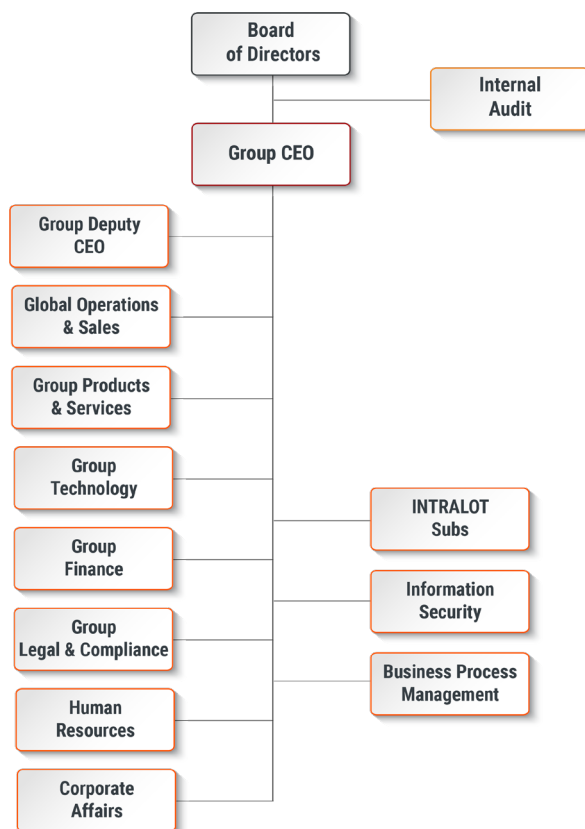 Board
of Directors
Internal
Audit
Group CEO
Group Deputy
CEO
Global Operations
& Sales
Group Products
& Services
Group
Technology
Group
Finance
Group
Legal & Compliance
Human
Resources
Corporate
Affairs
INTRALOT
Subs
Information
Security
Business Process
Management